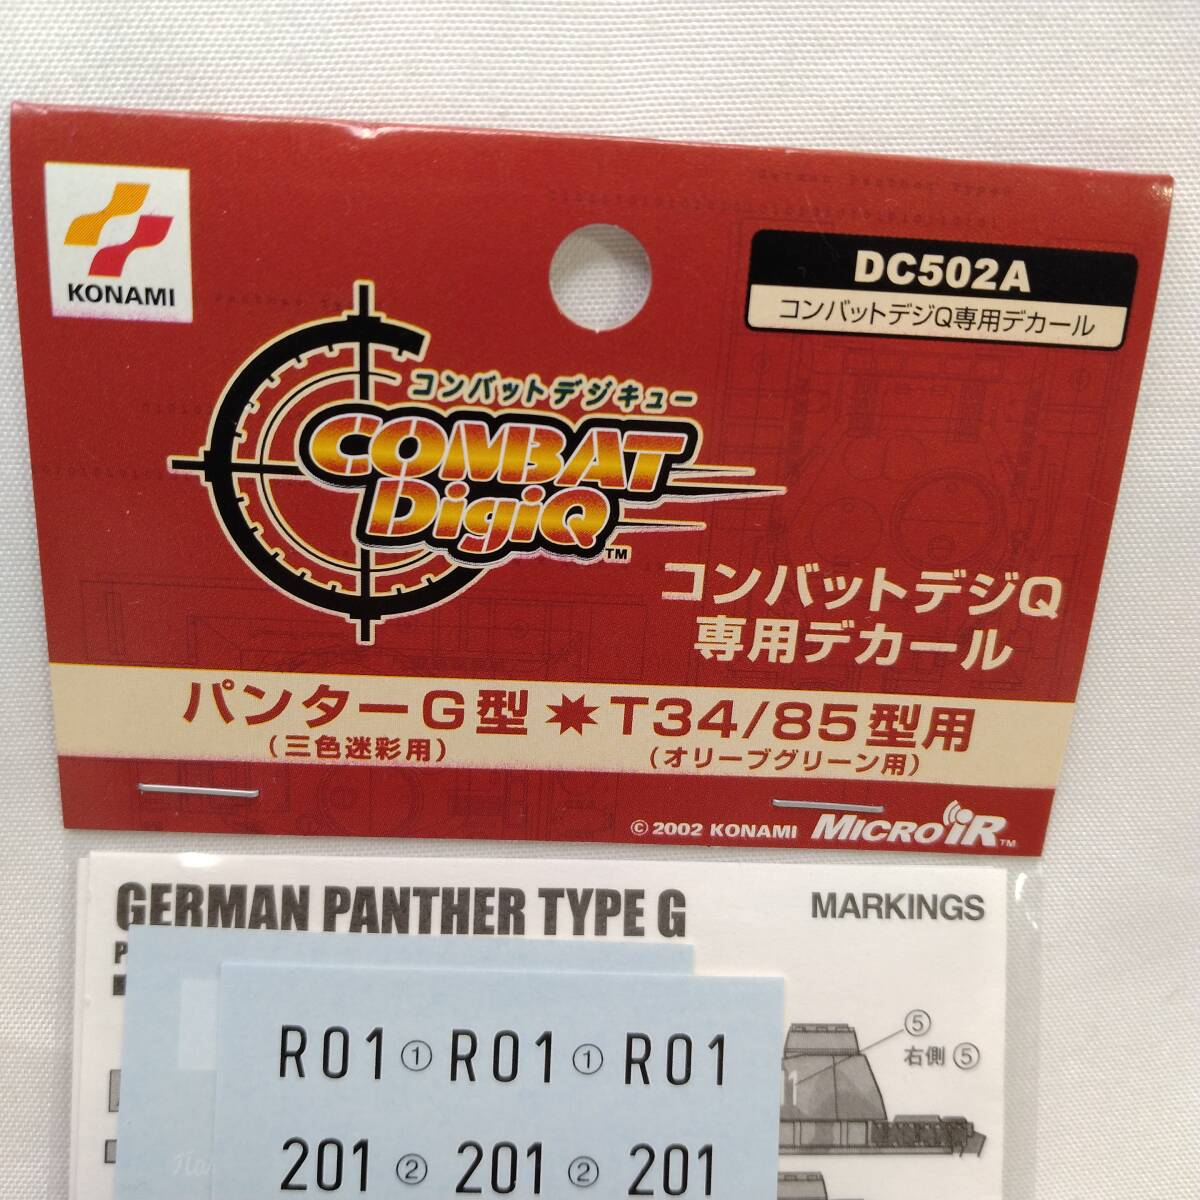 KONAMI
DC502A
コンバットデジQ専用デカール
コンバットデジキュー
COMBAT
DigiQ™
コンバットデジQ
専用デカール
パンターG型✸T34/85型用
(三色迷彩用)
(オリーブグリーン用)
© 2002 KONAMI MICRO iR™
GERMAN PANTHER TYPE G
MARKINGS
P
R01 ① R01 ① R01
⑤
右側 ⑤
201 ② 201 ② 201